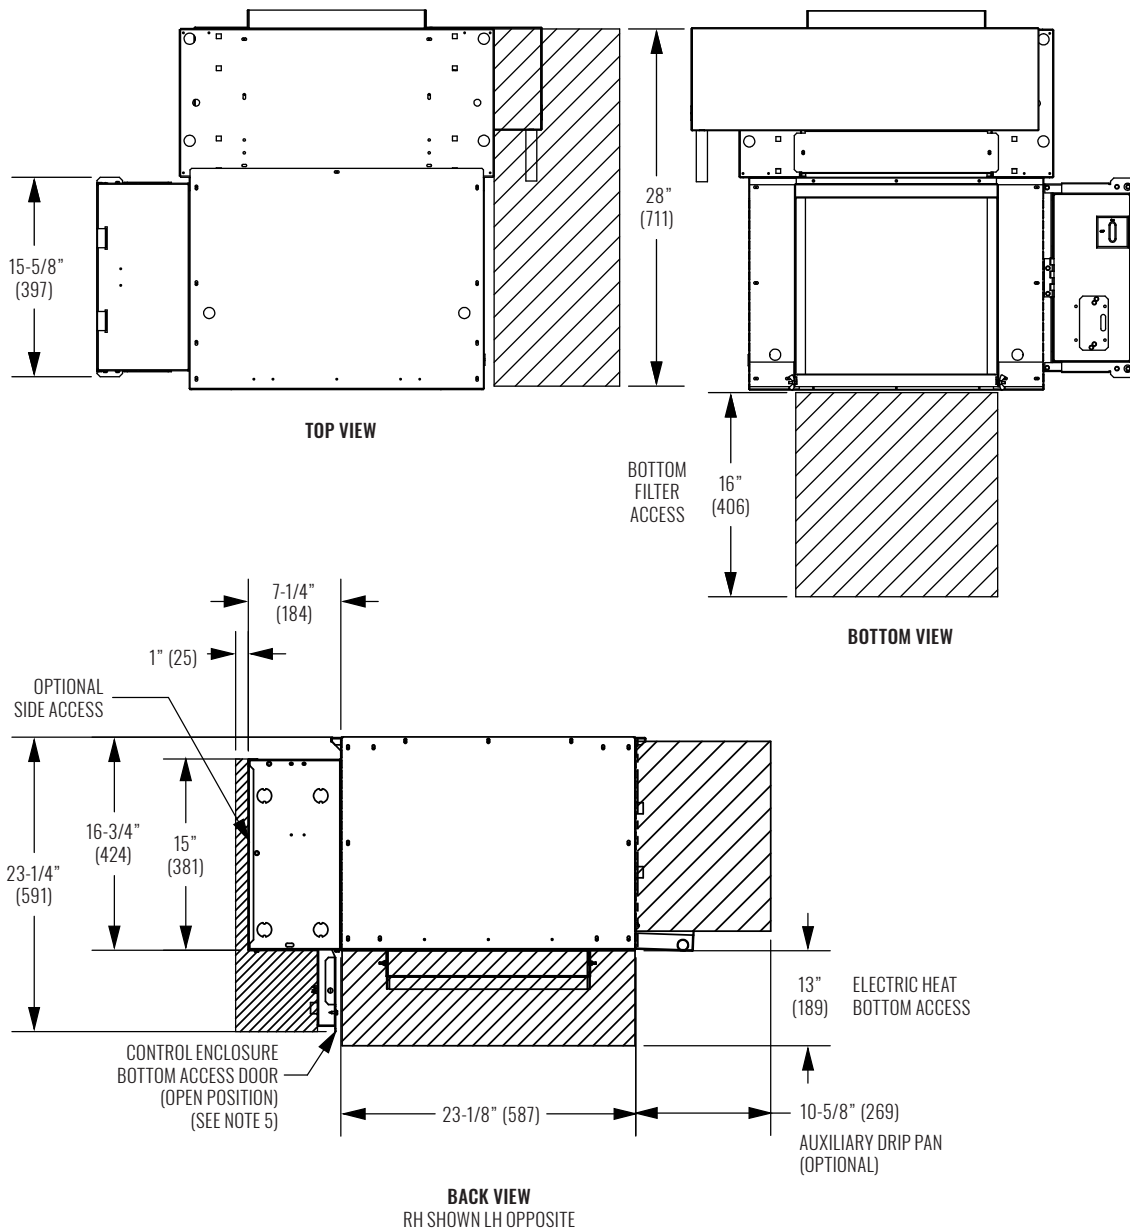 28”
(711)
15-5/8”
(397)
TOP VIEW
BOTTOM
FILTER
ACCESS
16”
(406)
BOTTOM VIEW
7-1/4”
(184)
1” (25)
OPTIONAL
SIDE ACCESS
16-3/4”
(424)
15”
(381)
23-1/4”
(591)
13”
(189)
ELECTRIC HEAT
BOTTOM ACCESS
CONTROL ENCLOSURE
BOTTOM ACCESS DOOR
(OPEN POSITION)
(SEE NOTE 5)
23-1/8” (587)
10-5/8” (269)
AUXILIARY DRIP PAN
(OPTIONAL)
BACK VIEW
RH SHOWN LH OPPOSITE